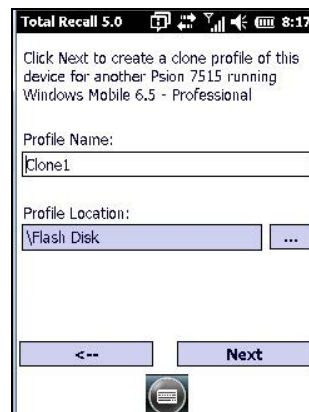 Total Recall 5.0 8:17
Click Next to create a clone profile of this
device for another Psion 7515 running
Windows Mobile 6.5 - Professional
Profile Name:
Clone1
Profile Location:
\Flash Disk ...
<-- Next